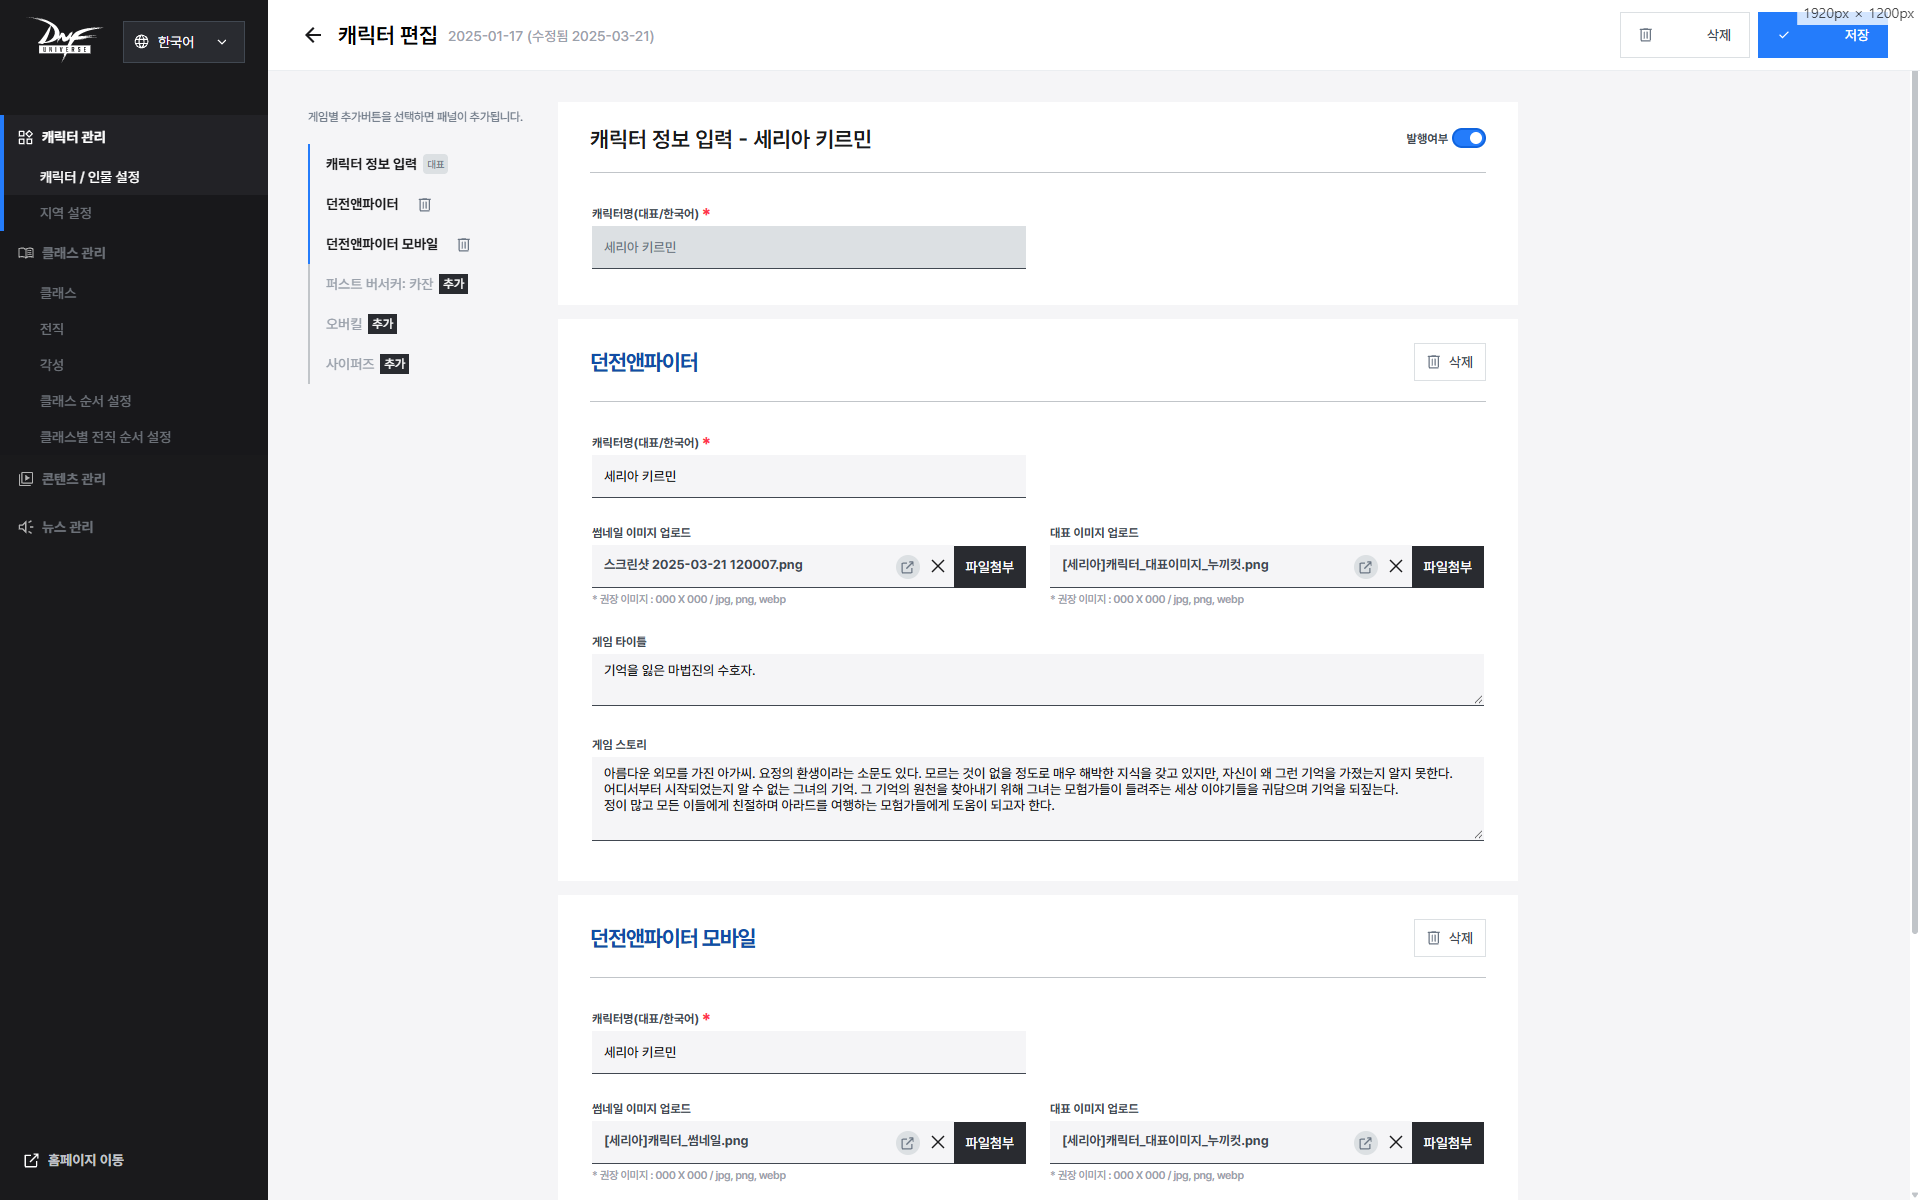 DNF
UNIVERSE
한국어
캐릭터 관리
캐릭터 / 인물 설정
지역 설정
클래스 관리
클래스
전직
각성
클래스 순서 설정
클래스별 전직 순서 설정
콘텐츠 관리
뉴스 관리
홈페이지 이동
캐릭터 편집 2025-01-17 (수정됨 2025-03-21)
삭제
저장
1920px × 1200px
게임별 추가버튼을 선택하면 패널이 추가됩니다.
캐릭터 정보 입력 대표
던전앤파이터
던전앤파이터 모바일
퍼스트 버서커: 카잔 추가
오버킬 추가
사이퍼즈 추가
캐릭터 정보 입력 - 세리아 키르민
발행여부
캐릭터명(대표/한국어) *
세리아 키르민
던전앤파이터
삭제
캐릭터명(대표/한국어) *
세리아 키르민
썸네일 이미지 업로드
스크린샷 2025-03-21 120007.png
파일첨부
* 권장 이미지 : 000 X 000 / jpg, png, webp
대표 이미지 업로드
[세리아]캐릭터_대표이미지_누끼컷.png
파일첨부
* 권장 이미지 : 000 X 000 / jpg, png, webp
게임 타이틀
기억을 잃은 마법진의 수호자.
게임 스토리
아름다운 외모를 가진 아가씨. 요정의 환생이라는 소문도 있다. 모르는 것이 없을 정도로 매우 해박한 지식을 갖고 있지만, 자신이 왜 그런 기억을 가졌는지 알지 못한다.
어디서부터 시작되었는지 알 수 없는 그녀의 기억. 그 기억의 원천을 찾아내기 위해 그녀는 모험가들이 들려주는 세상 이야기들을 귀담으며 기억을 되짚는다.
정이 많고 모든 이들에게 친절하며 아라드를 여행하는 모험가들에게 도움이 되고자 한다.
던전앤파이터 모바일
삭제
캐릭터명(대표/한국어) *
세리아 키르민
썸네일 이미지 업로드
[세리아]캐릭터_썸네일.png
파일첨부
* 권장 이미지 : 000 X 000 / jpg, png, webp
대표 이미지 업로드
[세리아]캐릭터_대표이미지_누끼컷.png
파일첨부
* 권장 이미지 : 000 X 000 / jpg, png, webp